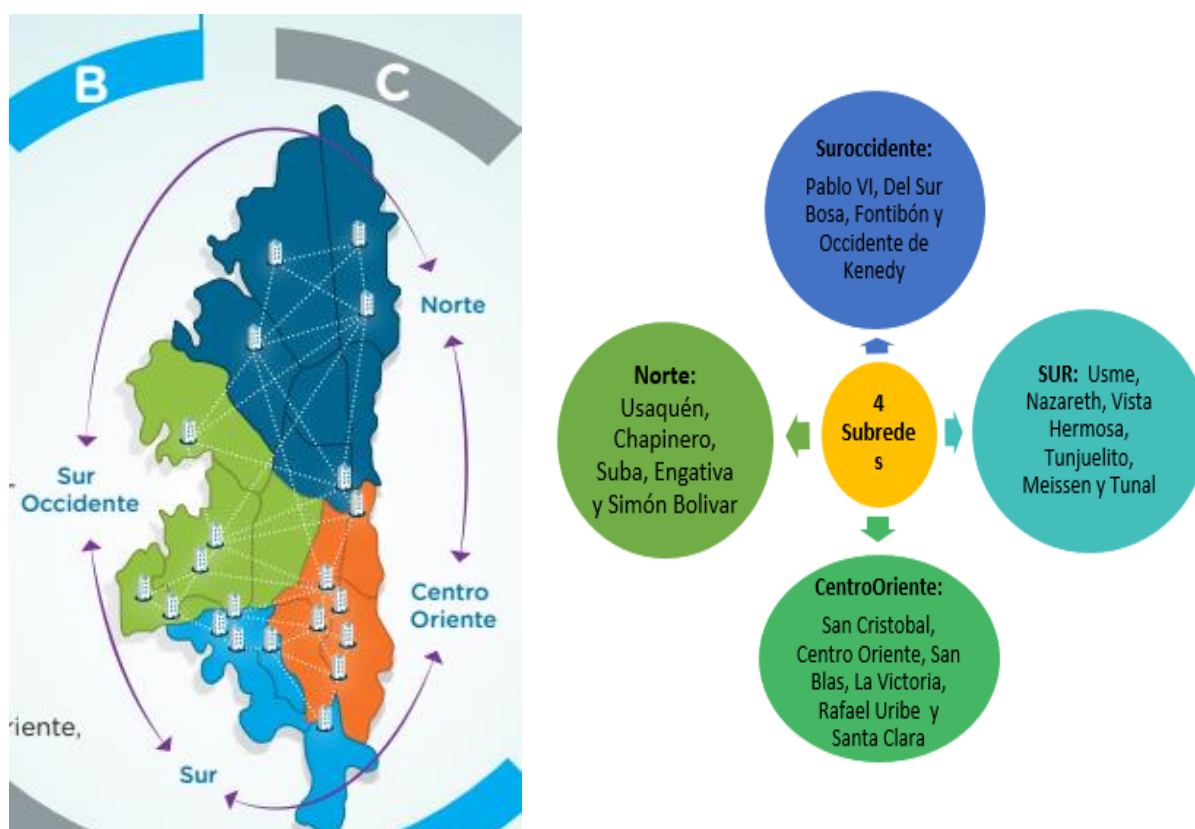 B
C
Norte
Sur
Occidente
Centro
Oriente
riente,
Sur
Suroccidente:
Pablo VI, Del Sur
Bosa, Fontibón y
Occidente de
Kenedy
Norte:
Usaquén,
Chapinero,
Suba, Engativa
y Simón Bolivar
4
Subrede
s
SUR: Usme,
Nazareth, Vista
Hermosa,
Tunjuelito,
Meissen y Tunal
CentroOriente:
San Cristobal,
Centro Oriente, San
Blas, La Victoria,
Rafael Uribe y
Santa Clara